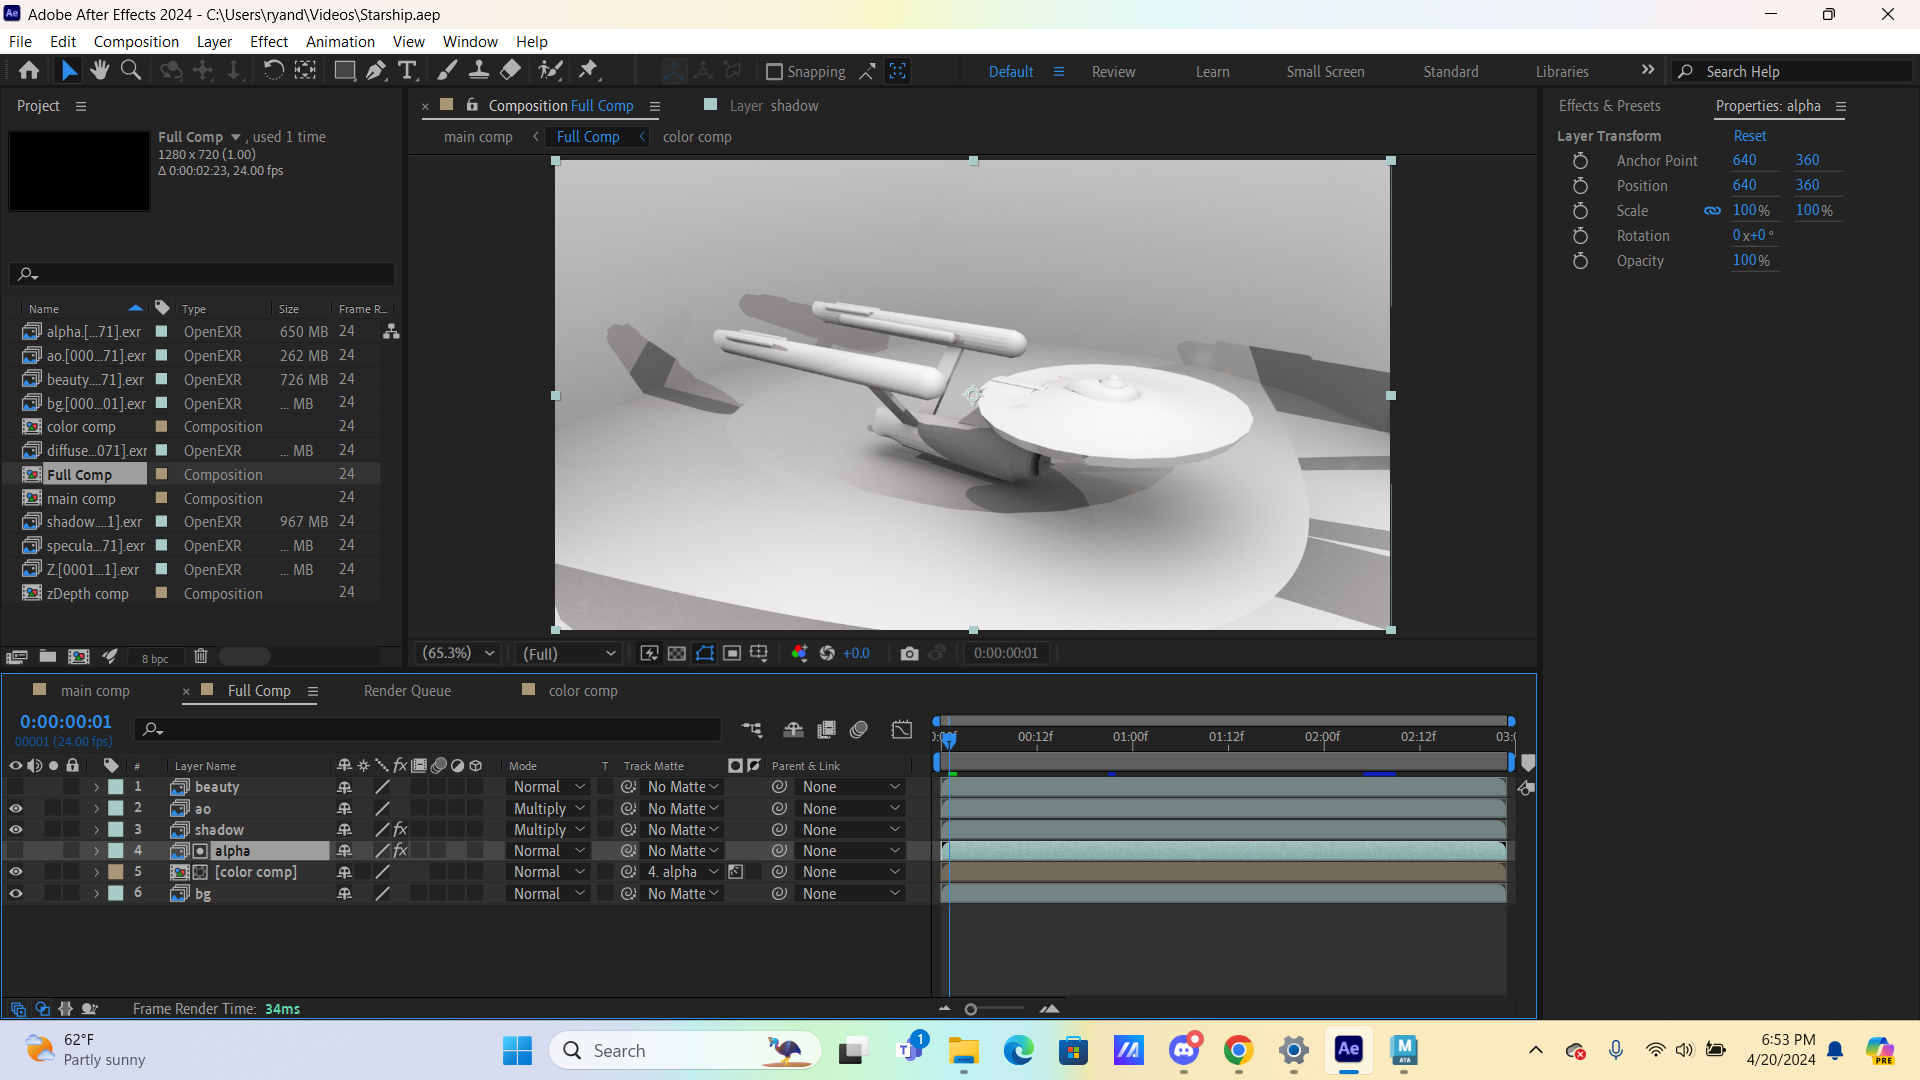 Adobe After Effects 2024 - C:\Users\ryand\Videos\Starship.aep
File Edit Composition Layer Effect Animation View Window Help
Snapping
Default Review Learn Small Screen Standard Libraries
Search Help
Project
Full Comp , used 1 time
1280 x 720 (1.00)
Δ 0:00:02:23, 24.00 fps
Name Type Size Frame R...
alpha.[...71].exr OpenEXR 650 MB 24
ao.[000...71].exr OpenEXR 262 MB 24
beauty....71].exr OpenEXR 726 MB 24
bg.[000...01].exr OpenEXR ... MB 24
color comp Composition 24
diffuse...071].exr OpenEXR ... MB 24
Full Comp Composition 24
main comp Composition 24
shadow....1].exr OpenEXR 967 MB 24
specula...71].exr OpenEXR ... MB 24
Z.[0001...1].exr OpenEXR ... MB 24
zDepth comp Composition 24
8 bpc
Composition Full Comp
Layer shadow
main comp Full Comp color comp
(65.3%) (Full) +0.0 0:00:00:01
Effects & Presets Properties: alpha
Layer Transform Reset
Anchor Point 640 360
Position 640 360
Scale 100% 100%
Rotation 0x+0°
Opacity 100%
main comp Full Comp Render Queue color comp
0:00:00:01
00001 (24.00 fps)
00:12f 01:00f 01:12f 02:00f 02:12f
# Layer Name Mode T Track Matte Parent & Link
1 beauty Normal No Matte None
2 ao Multiply No Matte None
3 shadow fx Multiply No Matte None
4 alpha fx Normal No Matte None
5 [color comp] Normal 4. alpha None
6 bg Normal No Matte None
Frame Render Time: 34ms
62°F
Partly sunny
Search
1
Ae
M
AYA
6:53 PM
4/20/2024
PRE